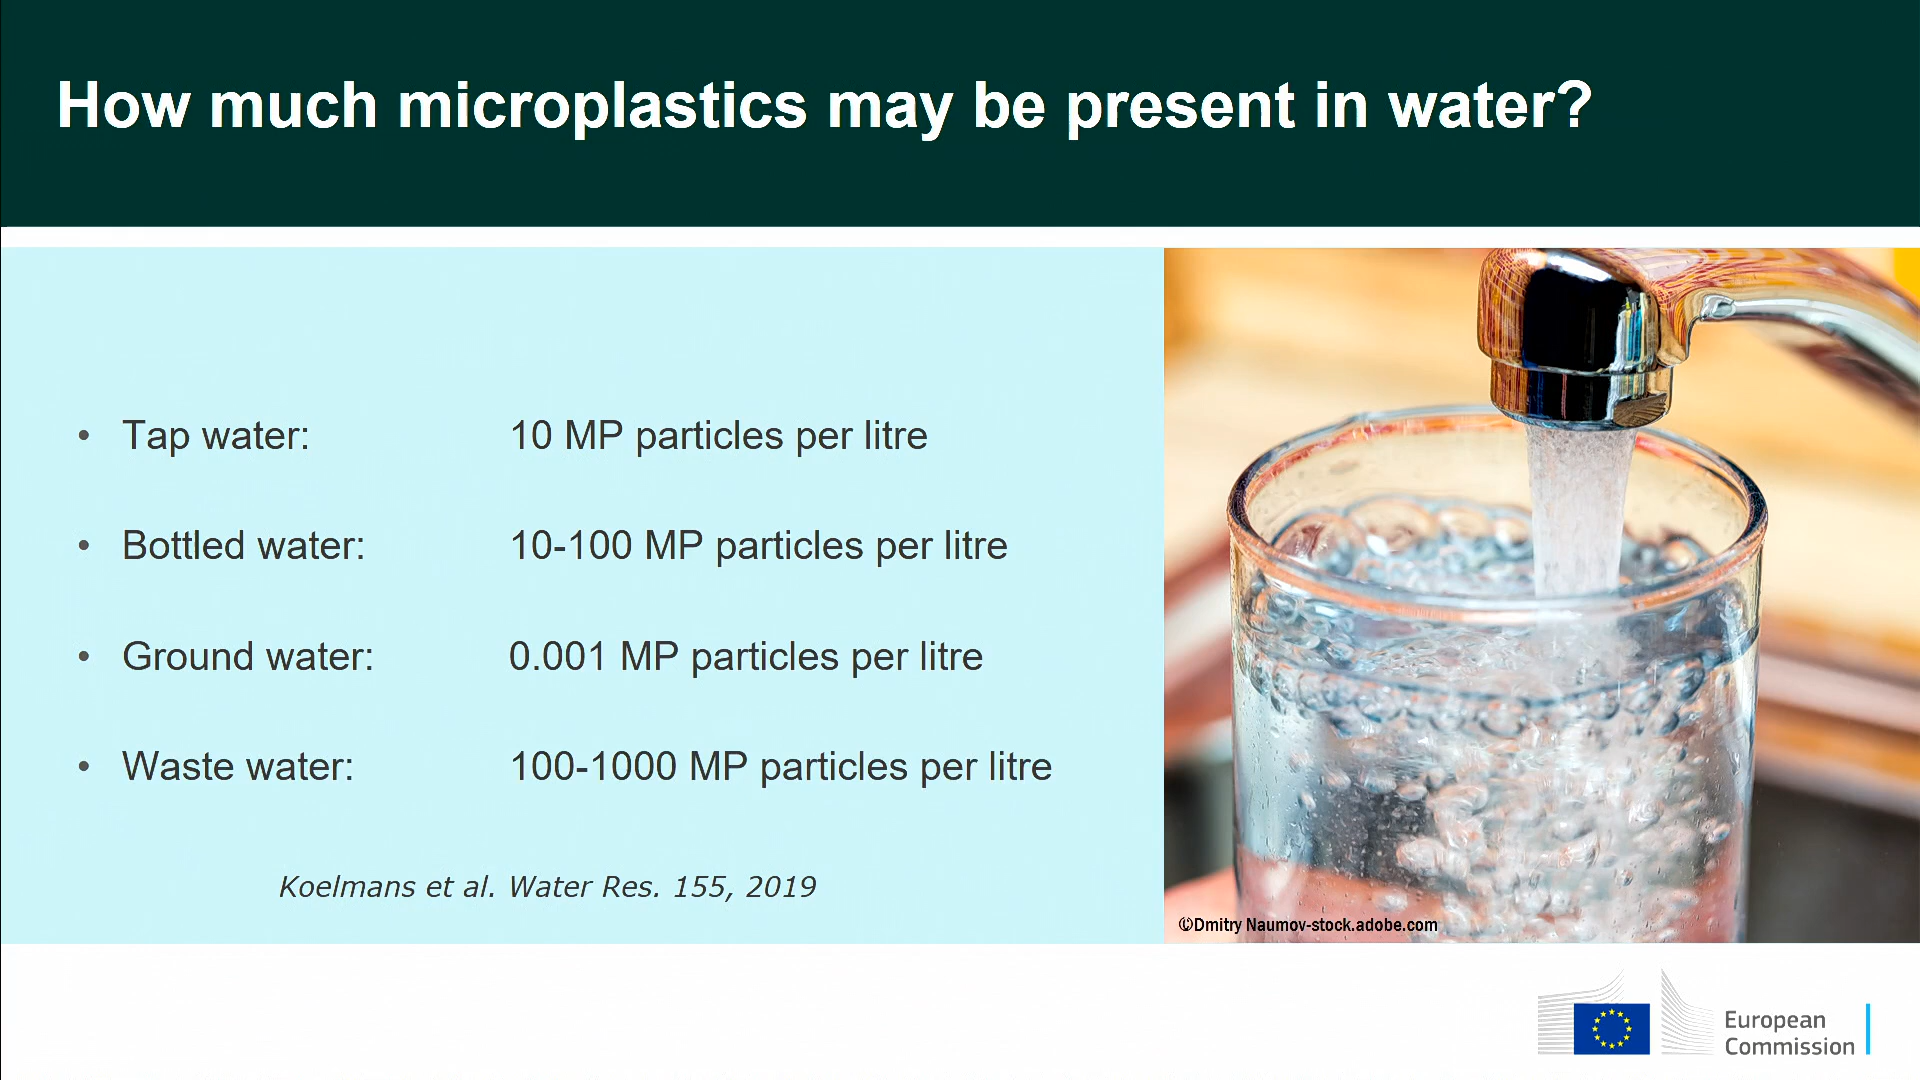 How much microplastics may be present in water?
• Tap water: 10 MP particles per litre
• Bottled water: 10-100 MP particles per litre
• Ground water: 0.001 MP particles per litre
• Waste water: 100-1000 MP particles per litre
Koelmans et al. Water Res. 155, 2019
©Dmitry Naumov-stock.adobe.com
European
Commission